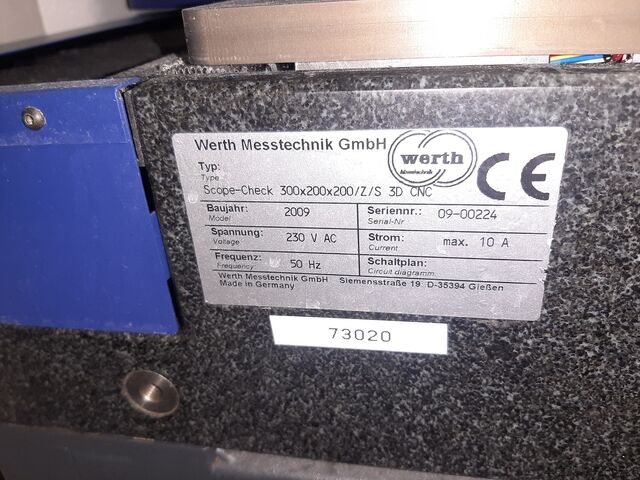 Werth Messtechnik GmbH
werth
Messtechnik
CE
Typ:
Type
Scope-Check 300x200x200/Z/S 3D CNC
Baujahr: 2009 Seriennr.: 09-00224
Model Serial-Nr
Spannung: 230 V AC Strom: max. 10 A
Voltage Current
Frequenz: 50 Hz Schaltplan:
Frequency Circuit diagramm
Werth Messtechnik GmbH Siemensstraße 19 D-35394 Gießen
Made in Germany
73020